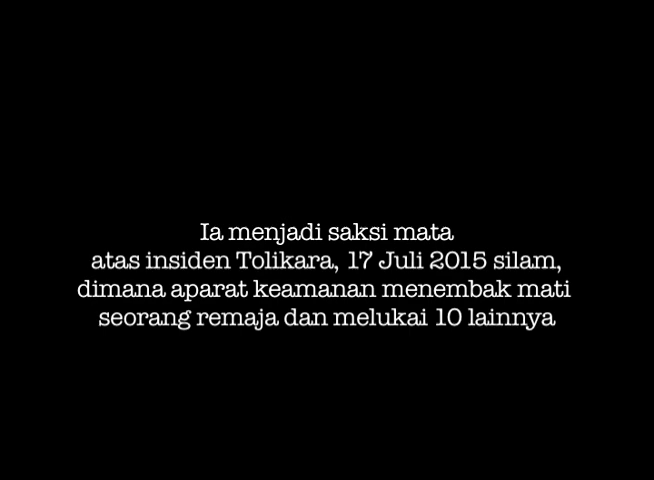 Ia menjadi saksi mata
atas insiden Tolikara, 17 Juli 2015 silam,
dimana aparat keamanan menembak mati
seorang remaja dan melukai 10 lainnya